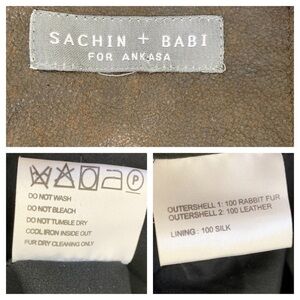 SACHIN + BABI
FOR ANKASA
P
DO NOT WASH
DO NOT BLEACH
DO NOT TUMBLE DRY
COOL IRON INSIDE OUT
FUR DRY CLEANING ONLY
OUTERSHELL 1: 100 RABBIT FUR
OUTERSHELL 2: 100 LEATHER
LINING : 100 SILK